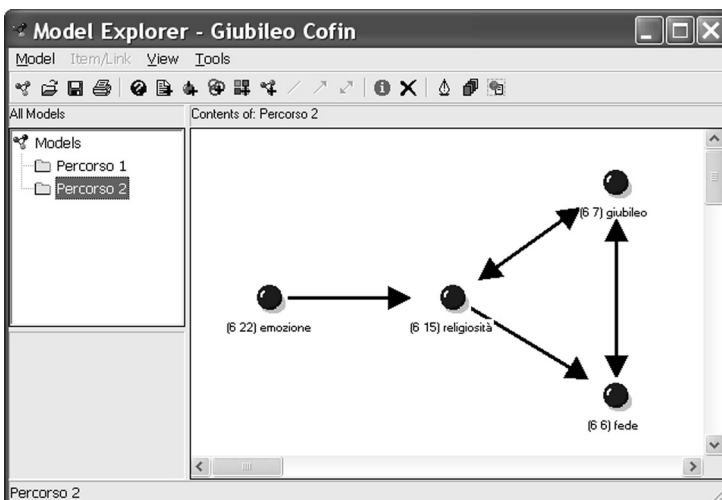 Model Explorer - Giubileo Cofin
Model Item/Link View Tools
All Models
Contents of: Percorso 2
Models
Percorso 1
Percorso 2
(6 7) giubileo
(6 22) emozione
(6 15) religiosità
(6 6) fede
Percorso 2